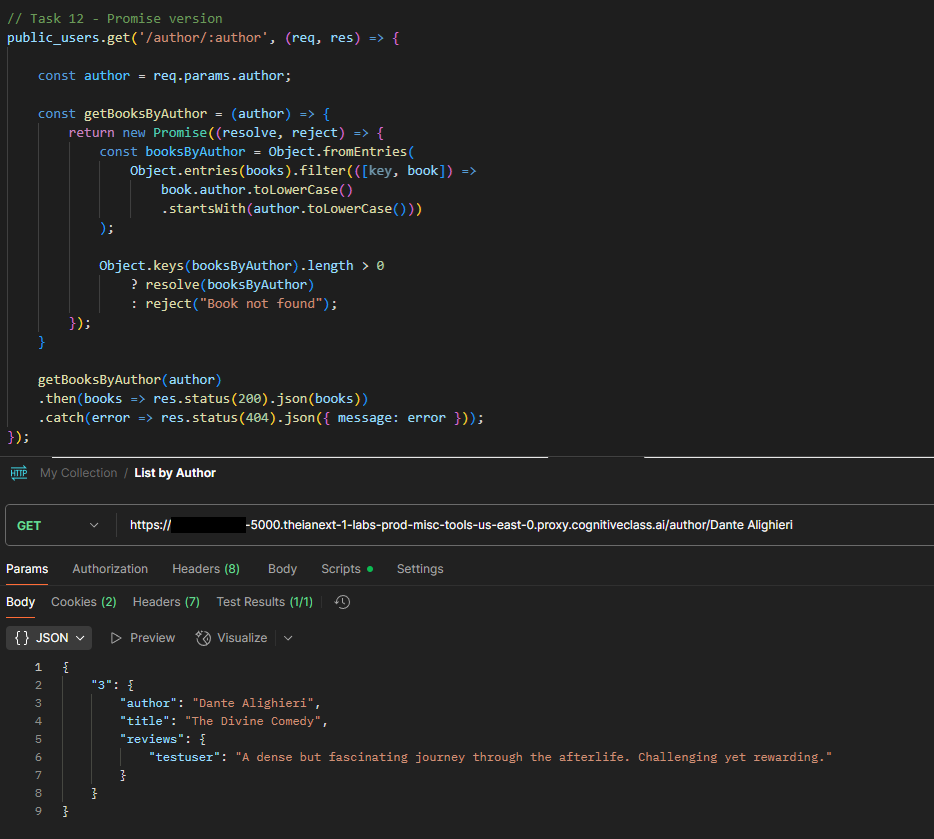 // Task 12 - Promise version
public_users.get('/author/:author', (req, res) => {
const author = req.params.author;
const getBooksByAuthor = (author) => {
return new Promise((resolve, reject) => {
const booksByAuthor = Object.fromEntries(
Object.entries(books).filter(([key, book]) =>
book.author.toLowerCase()
.startsWith(author.toLowerCase()))
);
Object.keys(booksByAuthor).length > 0
? resolve(booksByAuthor)
: reject("Book not found");
});
}
getBooksByAuthor(author)
.then(books => res.status(200).json(books))
.catch(error => res.status(404).json({ message: error }));
});
HTTP My Collection / List by Author
GET https://-5000.theianext-1-labs-prod-misc-tools-us-east-0.proxy.cognitiveclass.ai/author/Dante Alighieri
Params Authorization Headers (8) Body Scripts Settings
Body Cookies (2) Headers (7) Test Results (1/1)
{} JSON Preview Visualize
1 {
2 "3": {
3 "author": "Dante Alighieri",
4 "title": "The Divine Comedy",
5 "reviews": {
6 "testuser": "A dense but fascinating journey through the afterlife. Challenging yet rewarding."
7 }
8 }
9 }